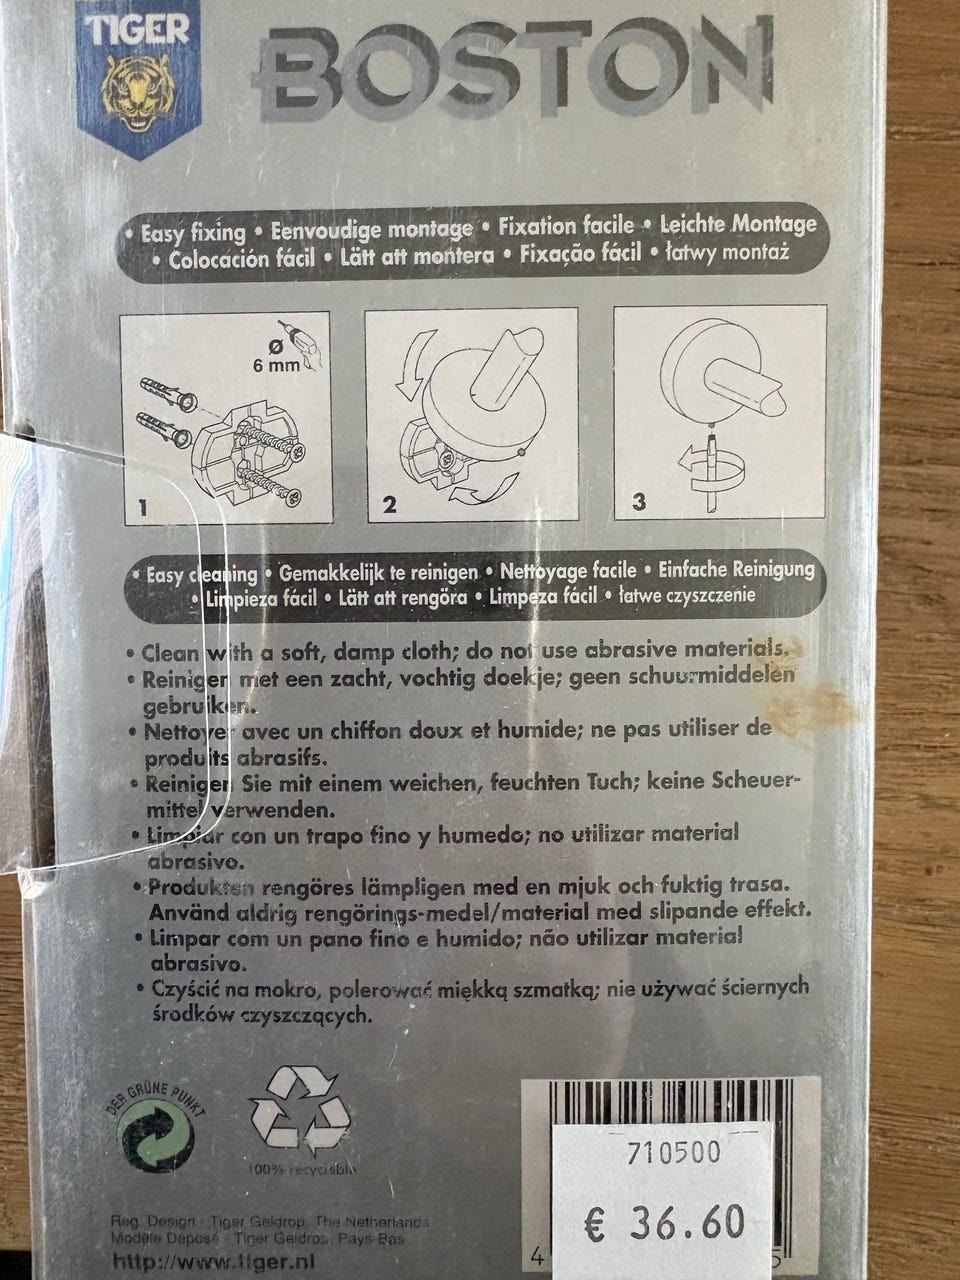 TIGER
BOSTON
• Easy fixing • Eenvoudige montage • Fixation facile • Leichte Montage
• Colocación fácil • Lätt att montera • Fixação fácil • łatwy montaż
Ø
6 mm
1
2
3
• Easy cleaning • Gemakkelijk te reinigen • Nettoyage facile • Einfache Reinigung
• Limpieza fácil • Lätt att rengöra • Limpeza fácil • łatwe czyszczenie
• Clean with a soft, damp cloth; do not use abrasive materials.
• Reinigen met een zacht, vochtig doekje; geen schuurmiddelen
gebruiken.
• Nettoyer avec un chiffon doux et humide; ne pas utiliser de
produits abrasifs.
• Reinigen Sie mit einem weichen, feuchten Tuch; keine Scheuer-
mittel verwenden.
• Limpiar con un trapo fino y humedo; no utilizar material
abrasivo.
• Produkten rengöres lämpligen med en mjuk och fuktig trasa.
Använd aldrig rengörings-medel/material med slipande effekt.
• Limpar com un pano fino e humido; não utilizar material
abrasivo.
• Czyścić na mokro, polerować miękką szmatką; nie używać ściernych
środków czyszczących.
DER GRÜNE PUNKT
100% recyclable
710500
€ 36.60
4 5
Reg. Design - Tiger Geldrop, The Netherlands
Modèle Déposé - Tiger Geldrop, Pays-Bas
http://www.tiger.nl